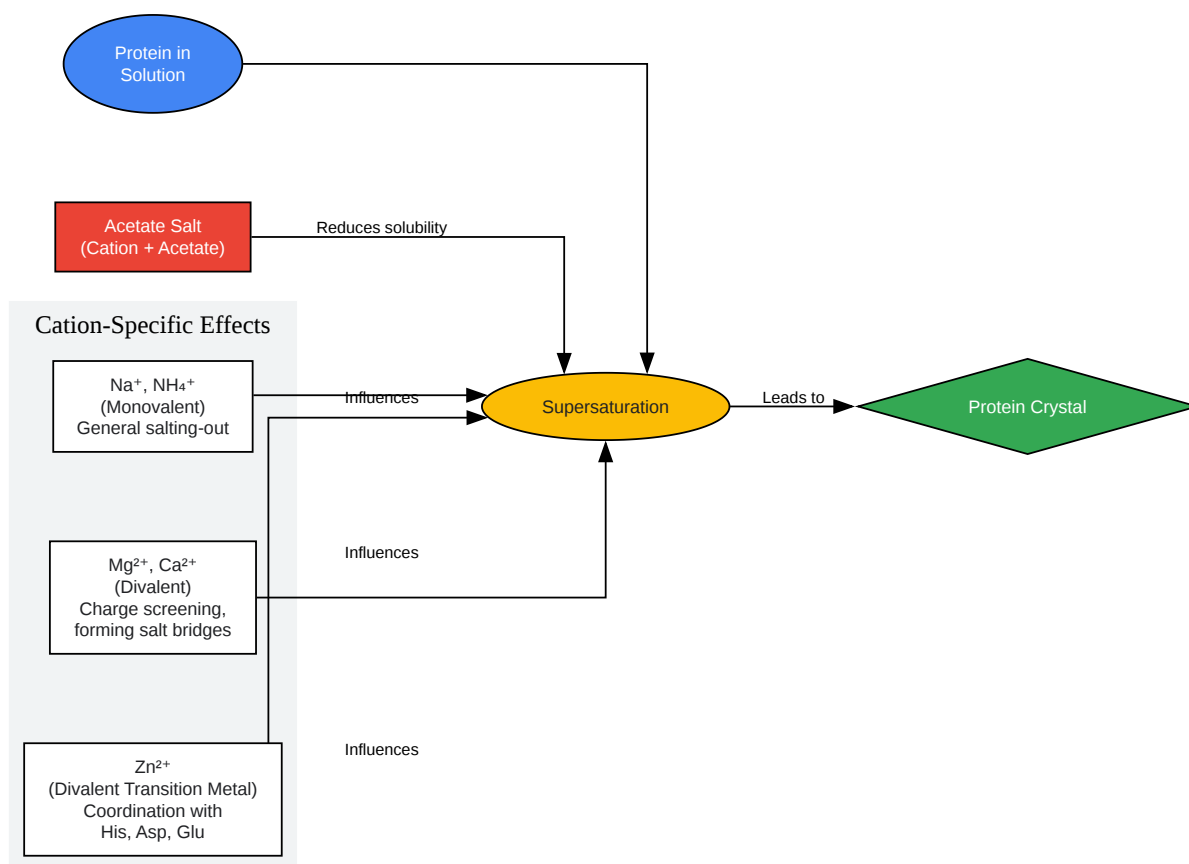 Protein in
Solution
Acetate Salt
(Cation + Acetate)
Reduces solubility
Cation-Specific Effects
Na⁺, NH₄⁺
(Monovalent)
General salting-out
Influences
Supersaturation
Leads to
Protein Crystal
Mg²⁺, Ca²⁺
(Divalent)
Charge screening,
forming salt bridges
Influences
Zn²⁺
(Divalent Transition Metal)
Coordination with
His, Asp, Glu
Influences